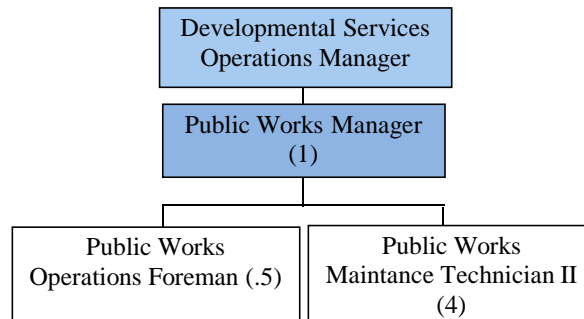 Developmental Services
Operations Manager
Public Works Manager
(1)
Public Works
Operations Foreman (.5)
Public Works
Maintance Technician II
(4)